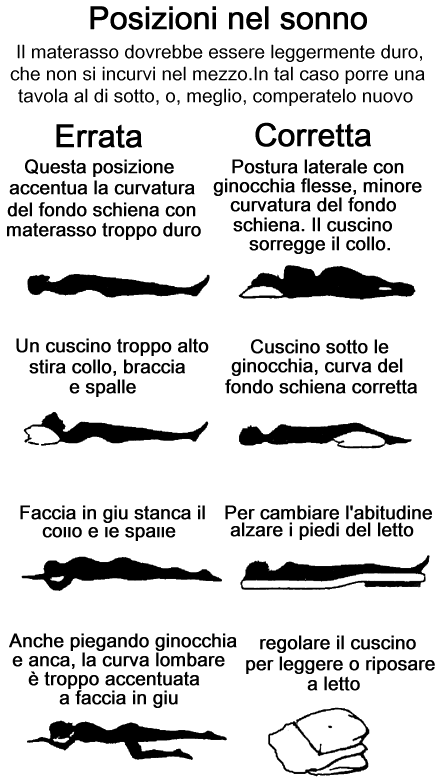 Posizioni nel sonno
Il materasso dovrebbe essere leggermente duro,
che non si incurvi nel mezzo.In tal caso porre una
tavola al di sotto, o, meglio, comperatelo nuovo
Errata
Questa posizione
accentua la curvatura
del fondo schiena con
materasso troppo duro
Corretta
Postura laterale con
ginocchia flesse, minore
curvatura del fondo
schiena. Il cuscino
sorregge il collo.
Un cuscino troppo alto
stira collo, braccia
e spalle
Cuscino sotto le
ginocchia, curva del
fondo schiena corretta
Faccia in giu stanca il
collo e le spalle
Per cambiare l'abitudine
alzare i piedi del letto
Anche piegando ginocchia
e anca, la curva lombare
è troppo accentuata
a faccia in giu
regolare il cuscino
per leggere o riposare
a letto